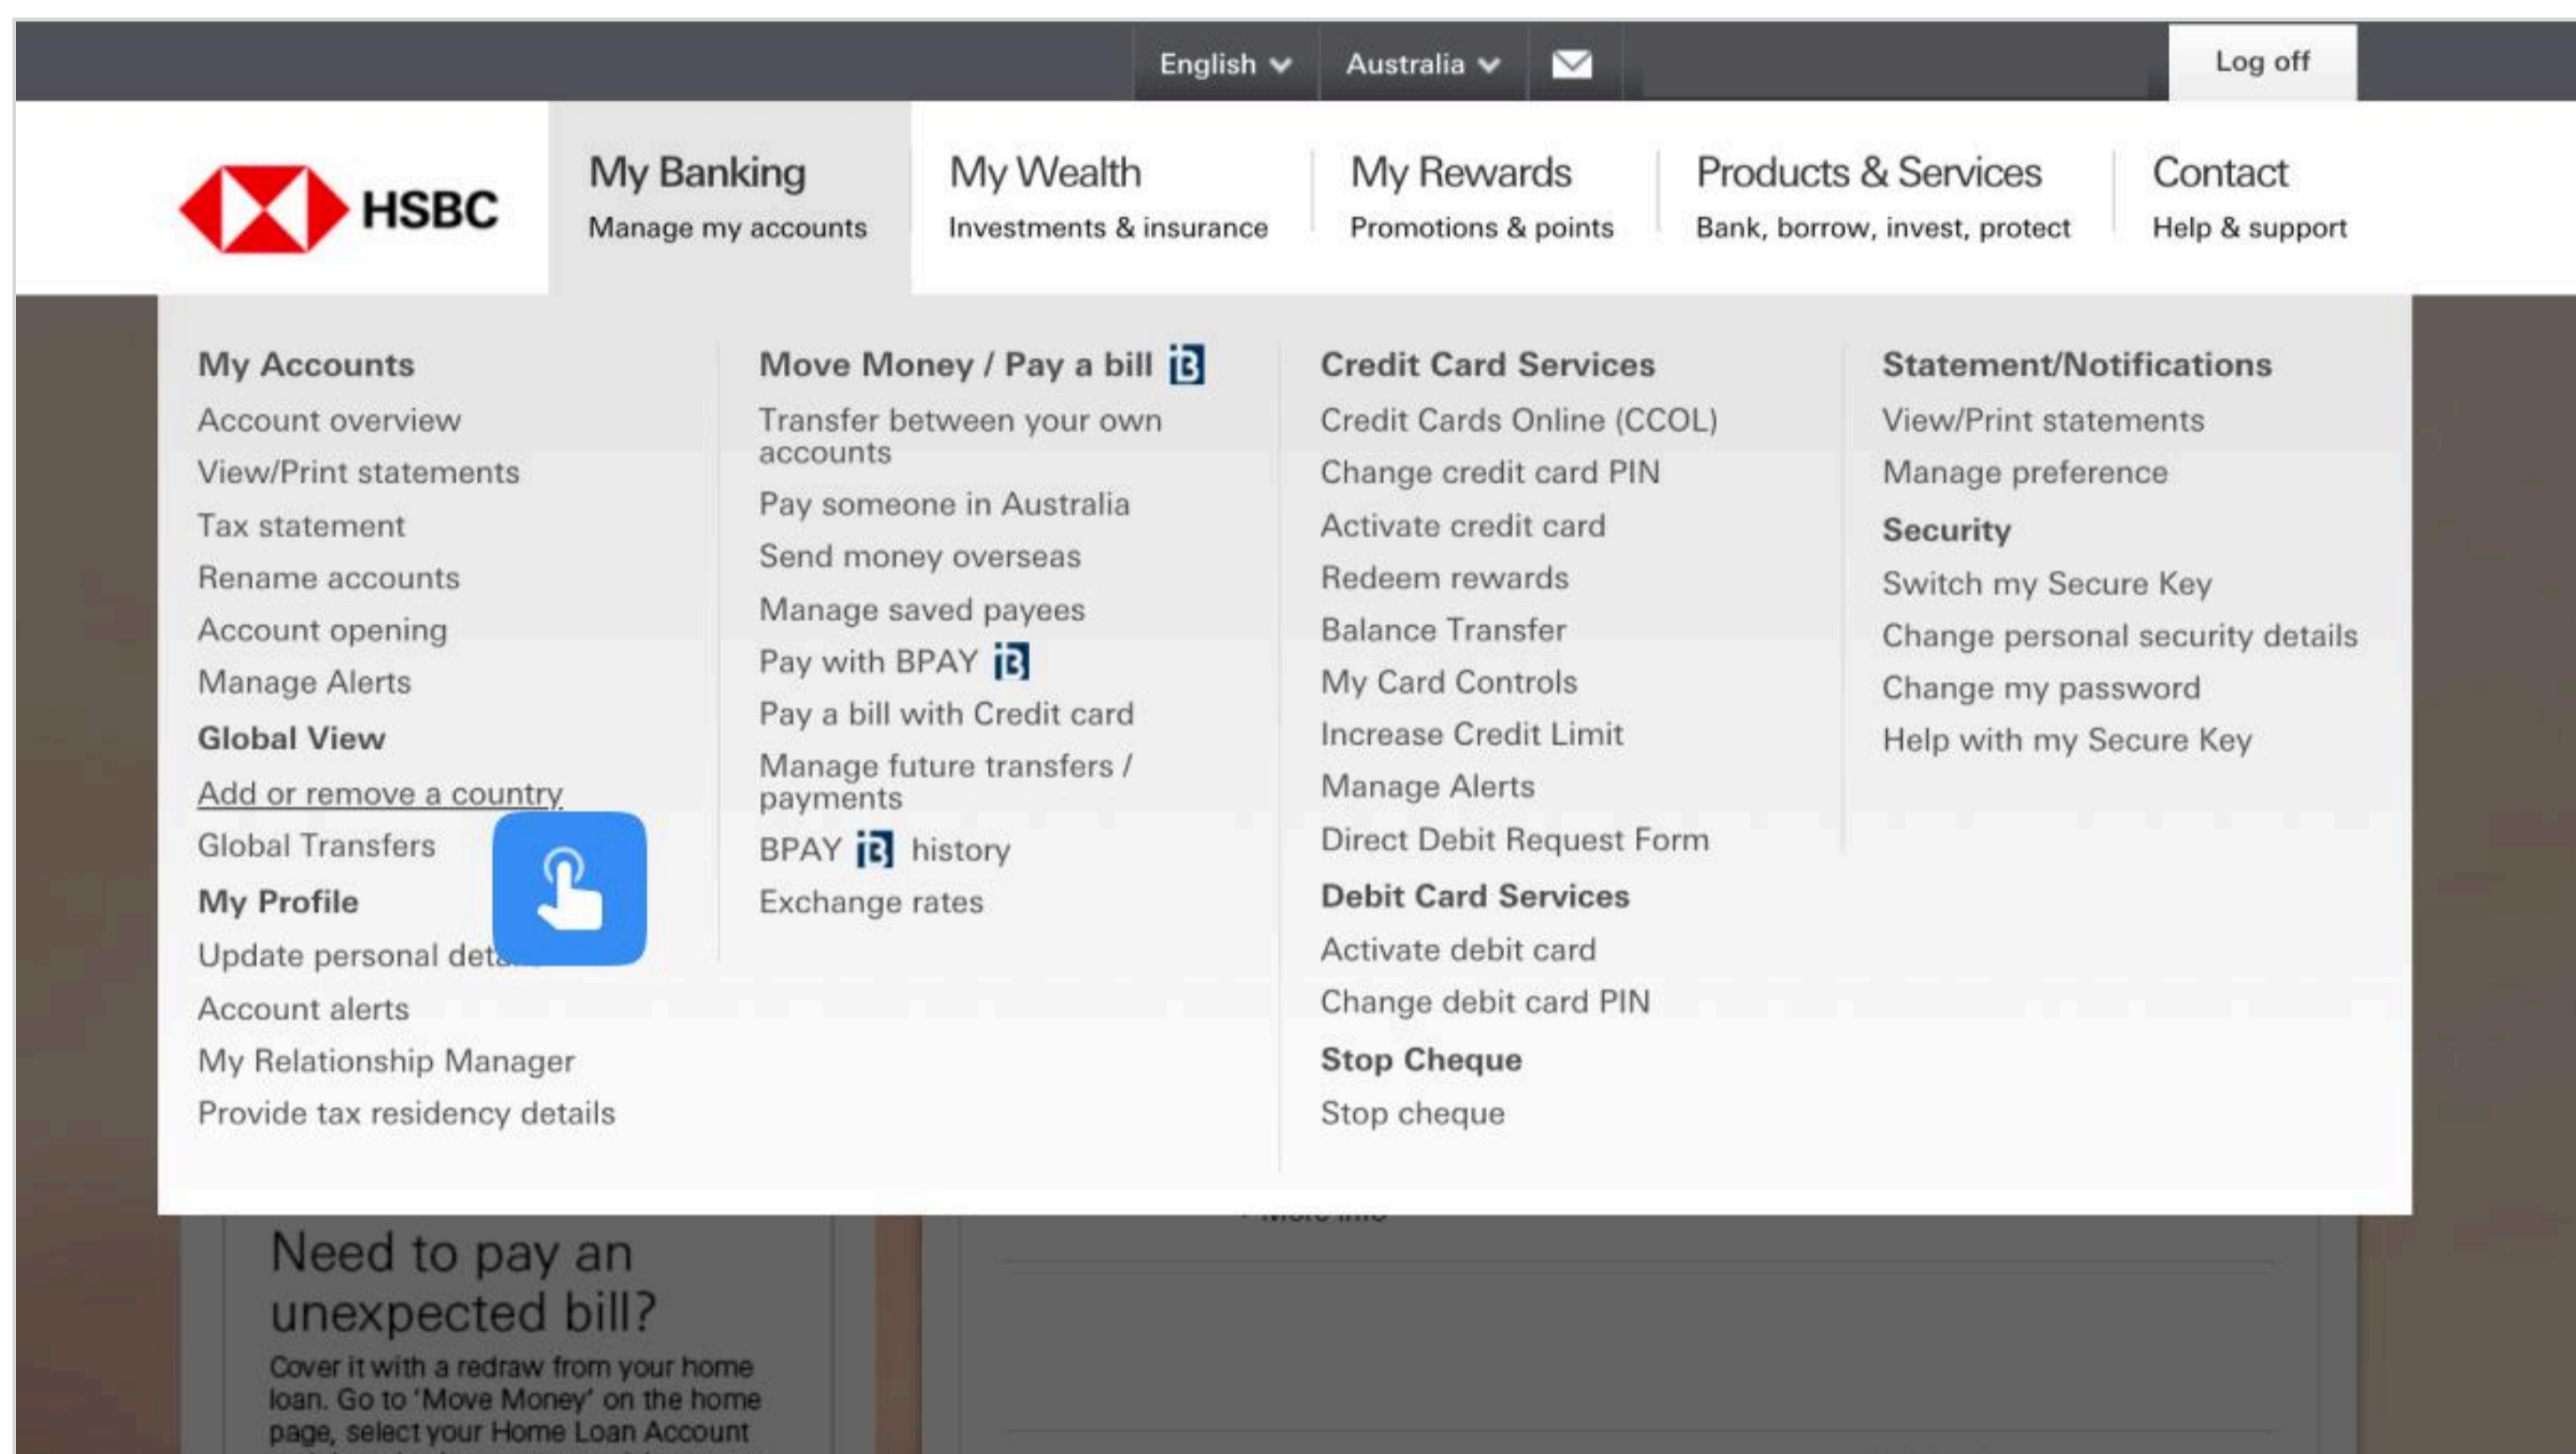 English
Australia
Log off
HSBC
My Banking
Manage my accounts
My Wealth
Investments & insurance
My Rewards
Promotions & points
Products & Services
Bank, borrow, invest, protect
Contact
Help & support
My Accounts
Account overview
View/Print statements
Tax statement
Rename accounts
Account opening
Manage Alerts
Global View
Add or remove a country
Global Transfers
My Profile
Update personal
Account alerts
My Relationship Manager
Provide tax residency details
Move Money / Pay a bill
Transfer between your own
accounts
Pay someone in Australia
Send money overseas
Manage saved payees
Pay with BPAY
Pay a bill with Credit card
Manage future transfers /
payments
BPAY history
Exchange rates
Credit Card Services
Credit Cards Online (CCOL)
Change credit card PIN
Activate credit card
Redeem rewards
Balance Transfer
My Card Controls
Increase Credit Limit
Manage Alerts
Direct Debit Request Form
Debit Card Services
Activate debit card
Change debit card PIN
Stop Cheque
Stop cheque
Statement/Notifications
View/Print statements
Manage preference
Security
Switch my Secure Key
Change personal security details
Change my password
Help with my Secure Key
Need to pay an
unexpected bill?
Cover it with a redraw from your home
loan. Go to 'Move Money' on the home
page, select your Home Loan Account